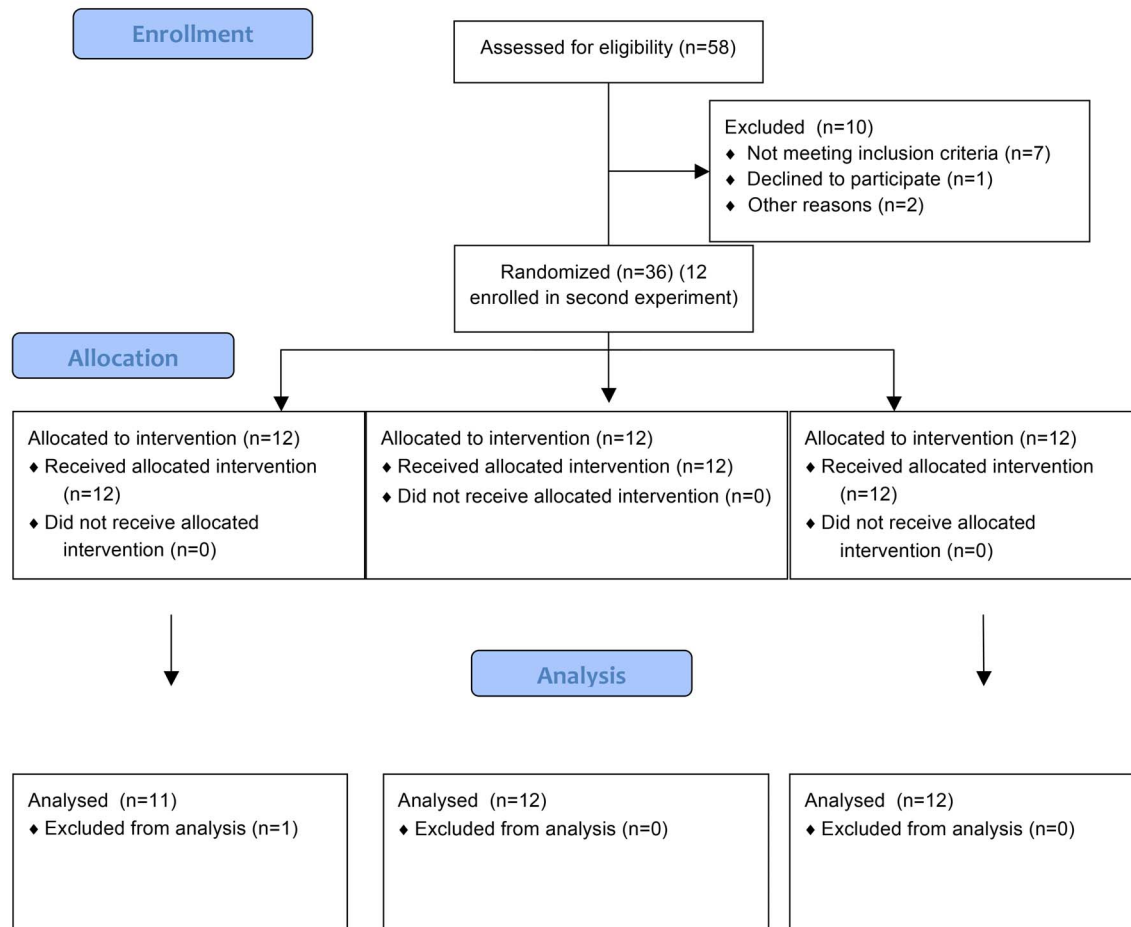 Enrollment
Assessed for eligibility (n=58)
Excluded  (n=10)
♦ Not meeting inclusion criteria (n=7)
♦ Declined to participate (n=1)
♦ Other reasons (n=2)
Randomized (n=36) (12
enrolled in second experiment)
Allocation
Allocated to intervention (n=12)
♦ Received allocated intervention
(n=12)
♦ Did not receive allocated
intervention (n=0)
Allocated to intervention (n=12)
♦ Received allocated intervention (n=12)
♦ Did not receive allocated intervention (n=0)
Allocated to intervention (n=12)
♦ Received allocated intervention
(n=12)
♦ Did not receive allocated
intervention (n=0)
Analysis
Analysed  (n=11)
♦ Excluded from analysis (n=1)
Analysed  (n=12)
♦ Excluded from analysis (n=0)
Analysed  (n=12)
♦ Excluded from analysis (n=0)